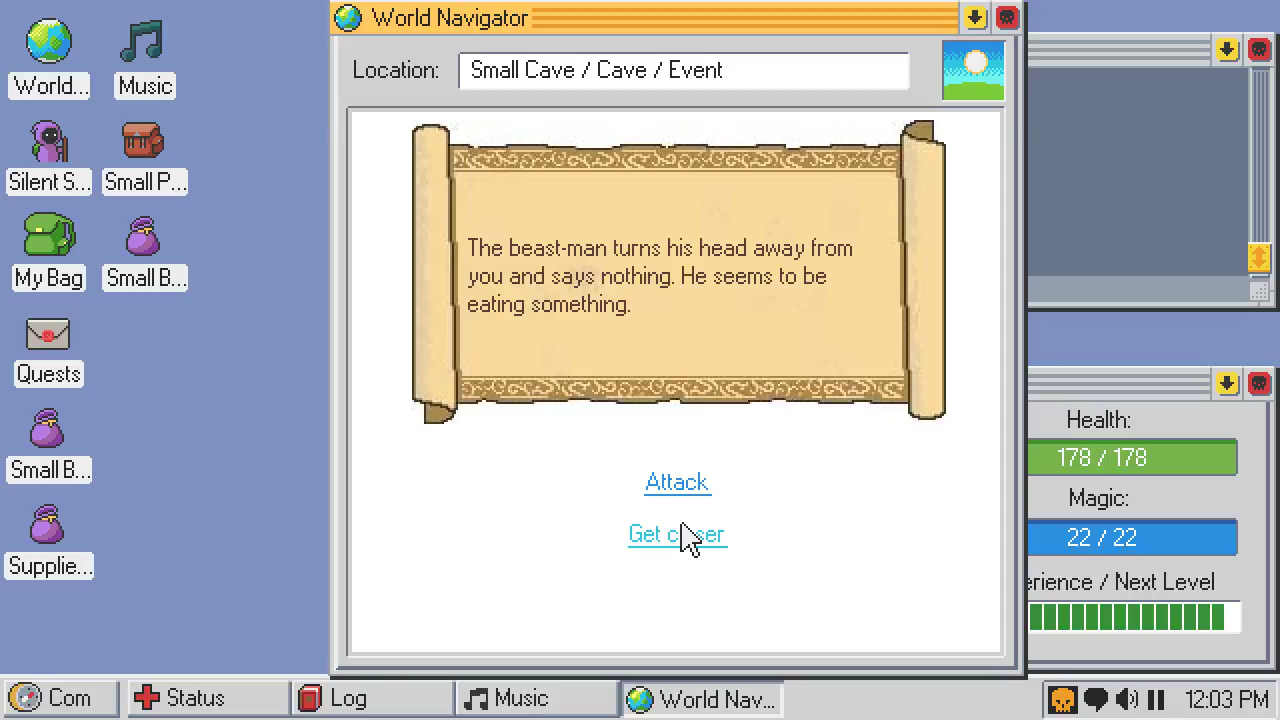 World Navigator
Location: Small Cave / Cave / Event
World...
Music
Silent S...
Small P...
My Bag
Small B...
Quests
Small B...
Supplie...
The beast-man turns his head away from
you and says nothing. He seems to be
eating something.
Attack
Get
Health:
178 / 178
Magic:
22 / 22
erience / Next Level
Com
Status
Log
Music
World Nav...
12:03 PM